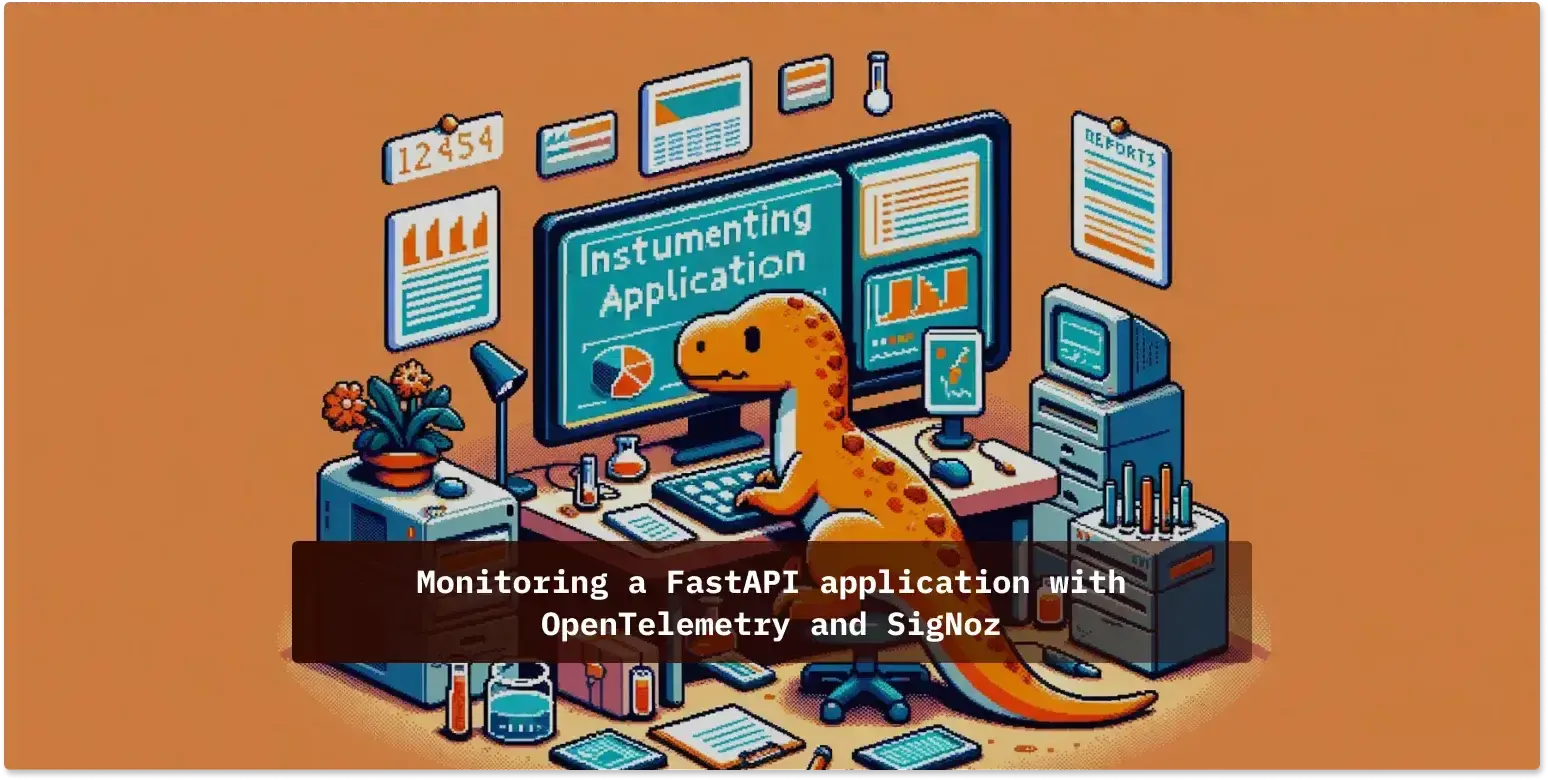 12454
REPORTS
Instumenting
Application
Monitoring a FastAPI application with
OpenTelemetry and SigNoz